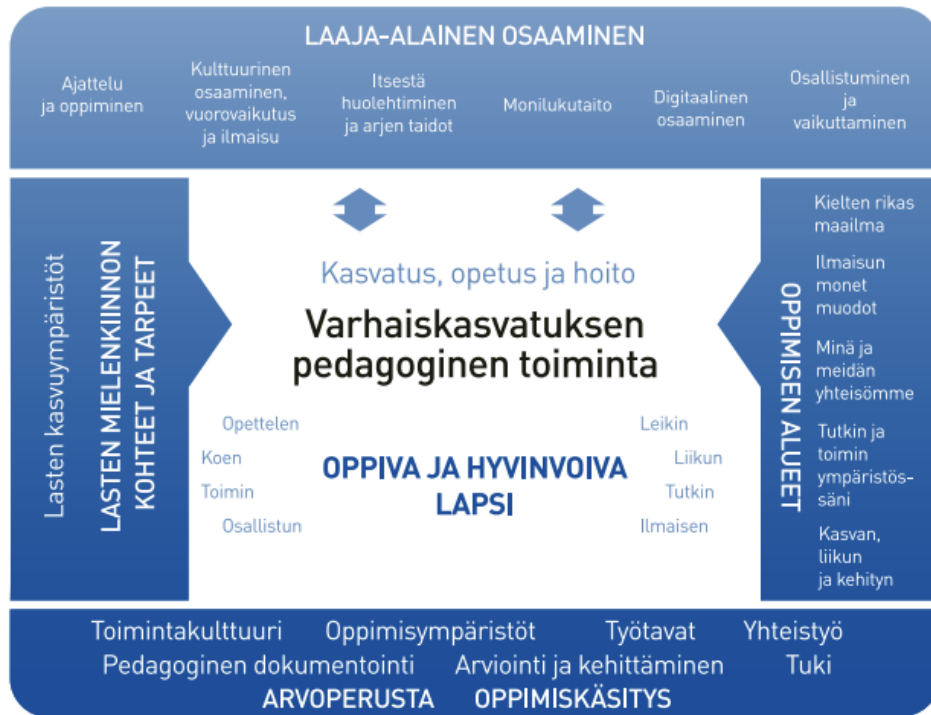 LAAJA-ALAINEN OSAAMINEN
Ajattelu
ja oppiminen
Kulttuurinen
osaaminen,
vuorovaikutus
ja ilmaisu
Itsestä
huolehtiminen
ja arjen taidot
Monilukutaito
Digitaalinen
osaaminen
Osallistuminen
ja
vaikuttaminen
Lasten kasvuympäristöt
LASTEN MIELENKIINNON
KOHTEET JA TARPEET
Kasvatus, opetus ja hoito
Varhaiskasvatuksen
pedagoginen toiminta
Opettelen
Koen
Toimin
Osallistun
OPPIVA JA HYVINVOIVA
LAPSI
Leikin
Liikun
Tutkin
Ilmaisen
OPPIMISEN ALUEET
Kielten rikas
maailma
Ilmaisun
monet
muodot
Minä ja
meidän
yhteisömme
Tutkin ja
toimin
ympäristös-
säni
Kasvan,
liikun
ja kehityn
Toimintakulttuuri Oppimisympäristöt Työtavat Yhteistyö
Pedagoginen dokumentointi Arviointi ja kehittäminen Tuki
ARVOPERUSTA OPPIMISKÄSITYS